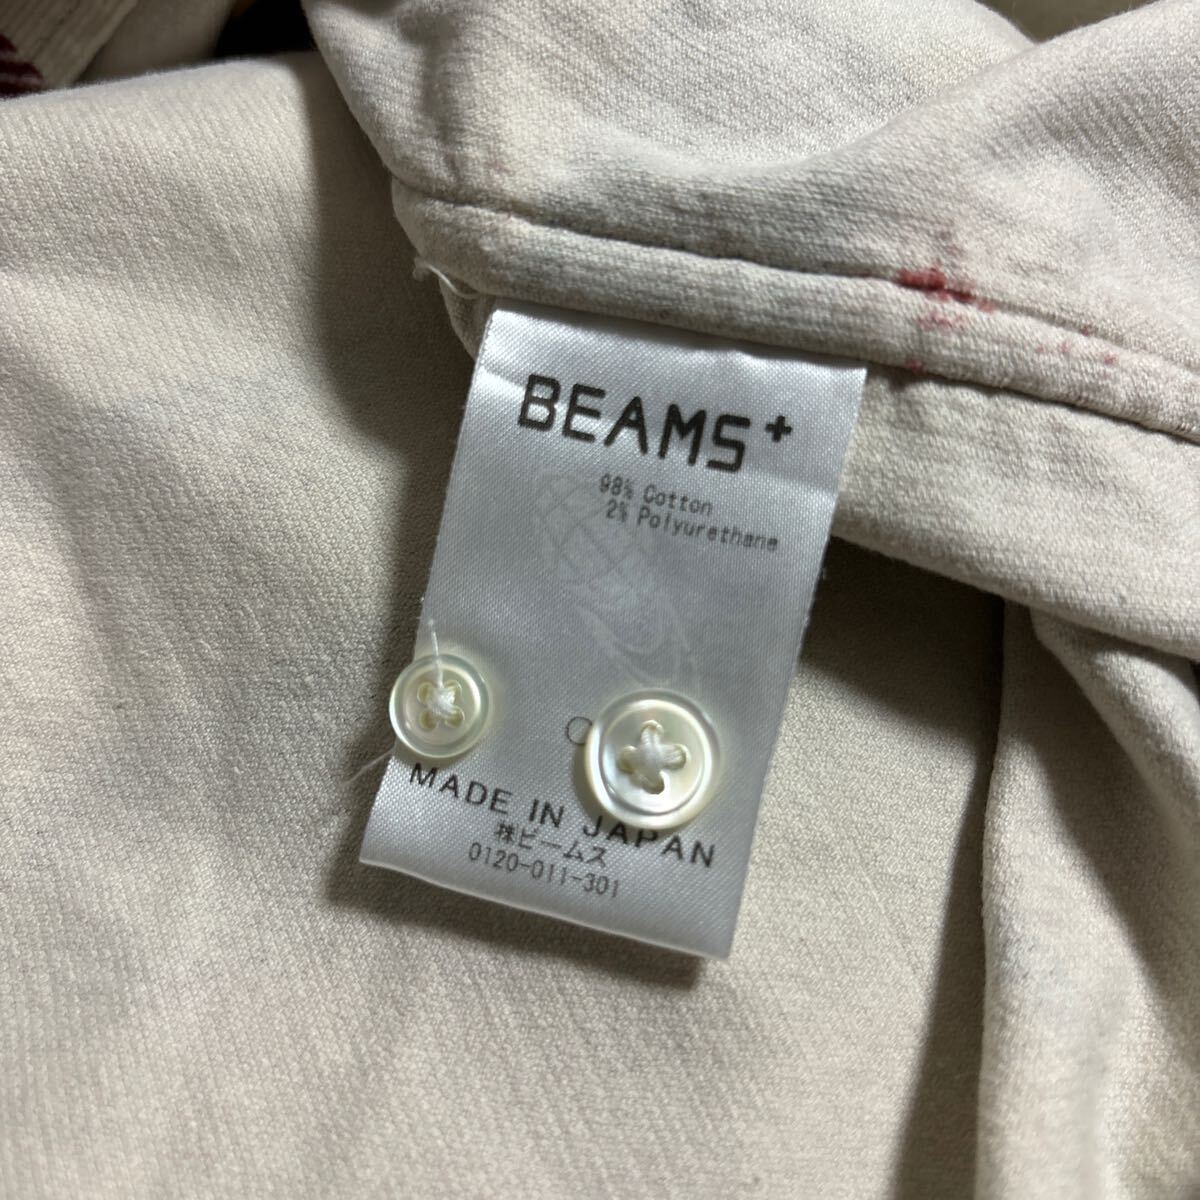 BEAMS+
98% Cotton
2% Polyurethane
MADE IN JAPAN
㈱ビームス
0120-011-301